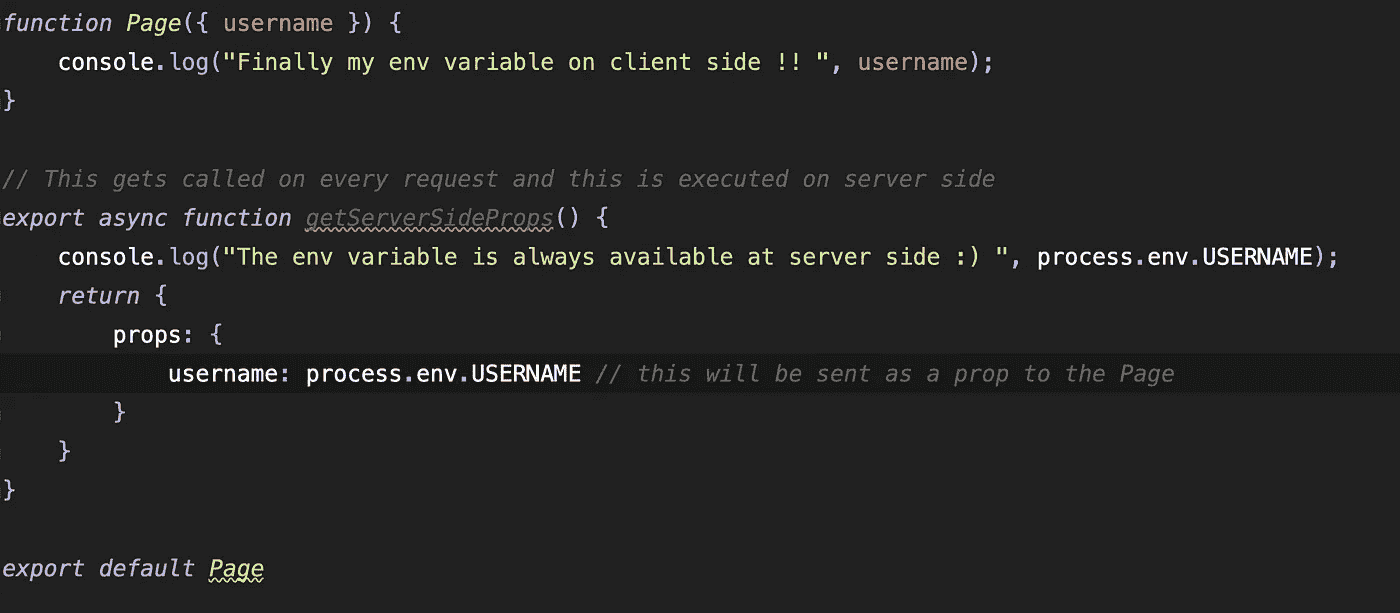 function Page({ username }) {
    console.log("Finally my env variable on client side !! ", username);
}
// This gets called on every request and this is executed on server side
export async function getServerSideProps() {
    console.log("The env variable is always available at server side :) ", process.env.USERNAME);
    return {
        props: {
            username: process.env.USERNAME // this will be sent as a prop to the Page
        }
    }
}
export default Page